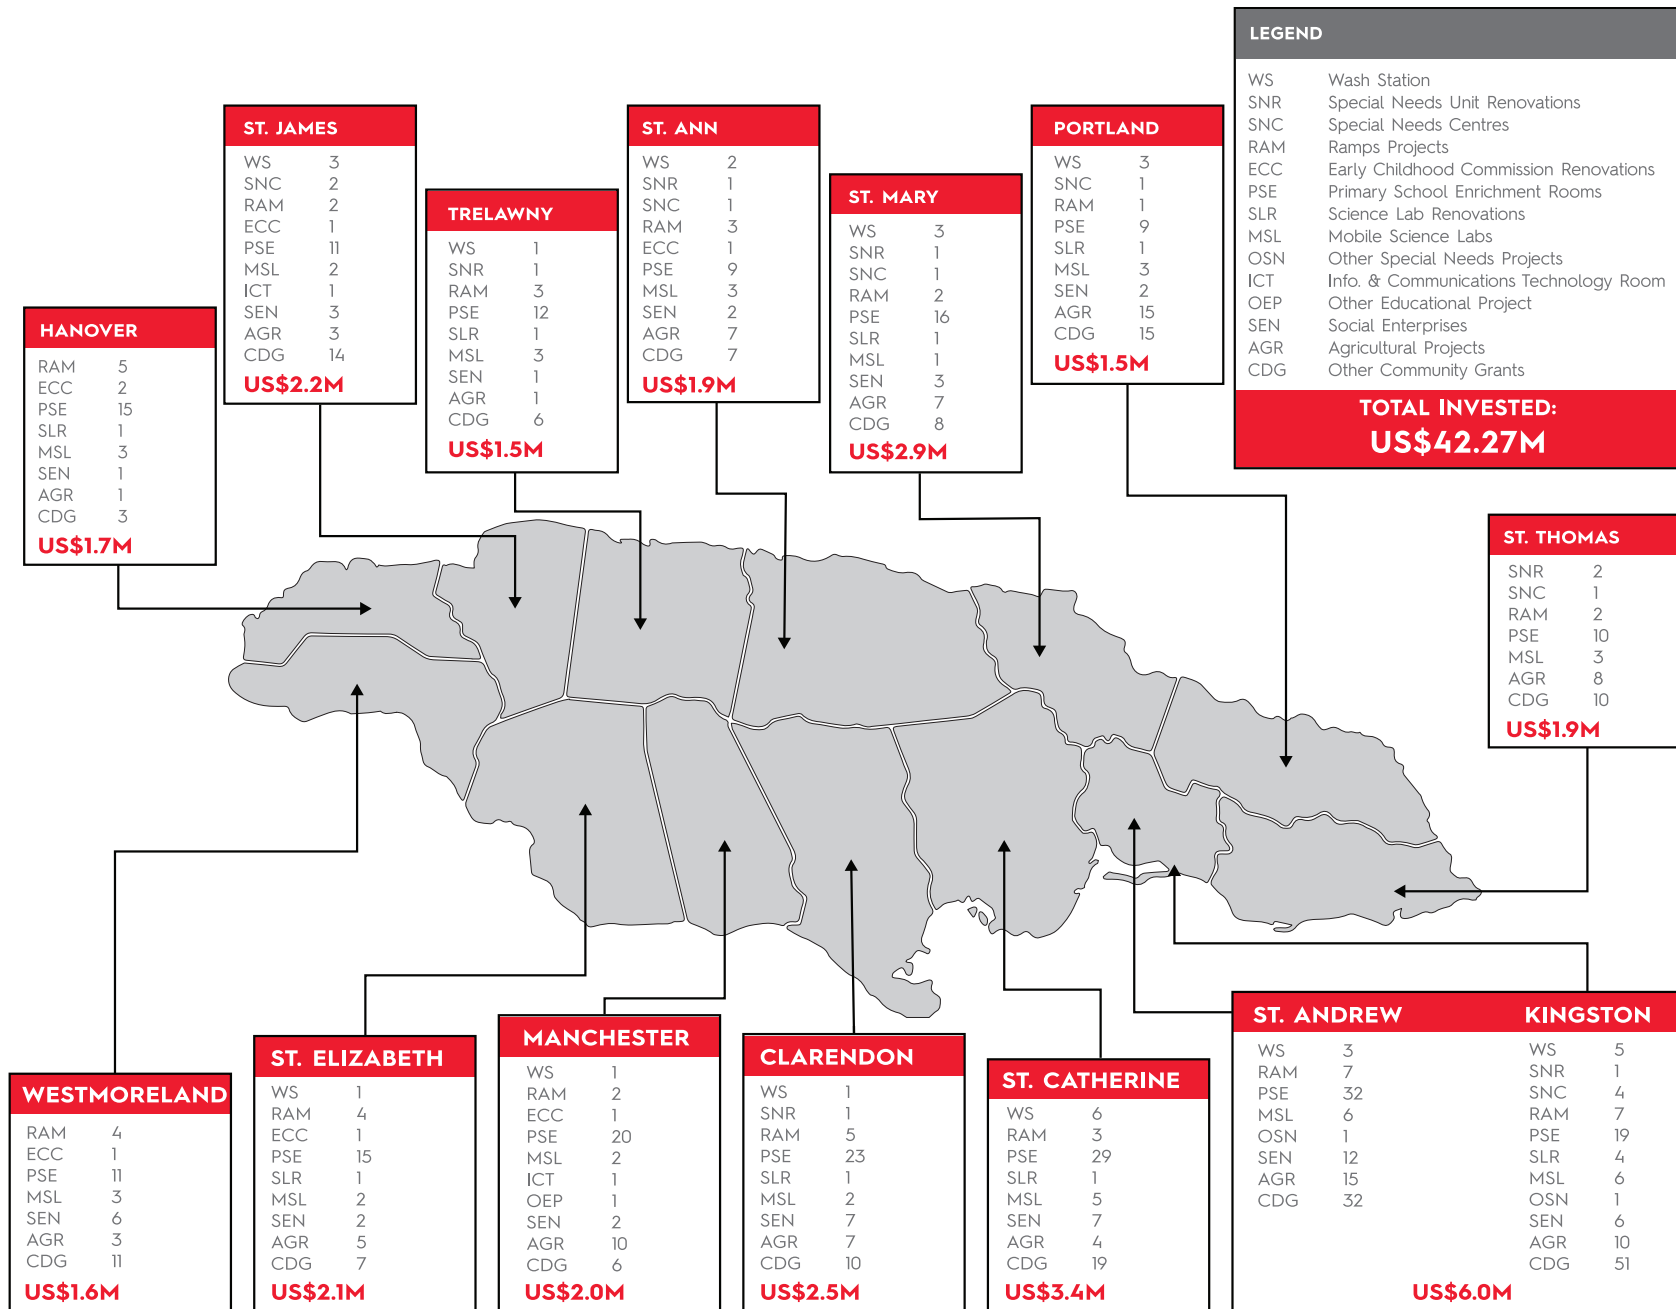 LEGEND
WS Wash Station
SNR Special Needs Unit Renovations
SNC Special Needs Centres
RAM Ramps Projects
ECC Early Childhood Commission Renovations
PSE Primary School Enrichment Rooms
SLR Science Lab Renovations
MSL Mobile Science Labs
OSN Other Special Needs Projects
ICT Info. & Communications Technology Room
OEP Other Educational Project
SEN Social Enterprises
AGR Agricultural Projects
CDG Other Community Grants
TOTAL INVESTED:
US$42.27M
HANOVER
RAM 5
ECC 2
PSE 15
SLR 1
MSL 3
SEN 1
AGR 1
CDG 3
US$1.7M
ST. JAMES
WS 3
SNC 2
RAM 2
ECC 1
PSE 11
MSL 2
ICT 1
SEN 3
AGR 3
CDG 14
US$2.2M
TRELAWNY
WS 1
SNR 1
RAM 3
PSE 12
SLR 1
MSL 3
SEN 1
AGR 1
CDG 6
US$1.5M
ST. ANN
WS 2
SNR 1
SNC 1
RAM 3
ECC 1
PSE 9
MSL 3
SEN 2
AGR 7
CDG 7
US$1.9M
ST. MARY
WS 3
SNR 1
SNC 1
RAM 2
PSE 16
SLR 1
MSL 1
SEN 3
AGR 7
CDG 8
US$2.9M
PORTLAND
WS 3
SNC 1
RAM 1
PSE 9
SLR 1
MSL 3
SEN 2
AGR 15
CDG 15
US$1.5M
ST. THOMAS
SNR 2
SNC 1
RAM 2
PSE 10
MSL 3
AGR 8
CDG 10
US$1.9M
WESTMORELAND
RAM 4
ECC 1
PSE 11
MSL 3
SEN 6
AGR 3
CDG 11
US$1.6M
ST. ELIZABETH
WS 1
RAM 4
ECC 1
PSE 15
SLR 1
MSL 2
SEN 2
AGR 5
CDG 7
US$2.1M
MANCHESTER
WS 1
RAM 2
ECC 1
PSE 20
MSL 2
ICT 1
OEP 1
SEN 2
AGR 10
CDG 6
US$2.0M
CLARENDON
WS 1
SNR 1
RAM 5
PSE 23
SLR 1
MSL 2
SEN 7
AGR 7
CDG 10
US$2.5M
ST. CATHERINE
WS 6
RAM 3
PSE 29
SLR 1
MSL 5
SEN 7
AGR 4
CDG 19
US$3.4M
ST. ANDREW
WS 3
RAM 7
PSE 32
MSL 6
OSN 1
SEN 12
AGR 15
CDG 32
KINGSTON
WS 5
SNR 1
SNC 4
RAM 7
PSE 19
SLR 4
MSL 6
OSN 1
SEN 6
AGR 10
CDG 51
US$6.0M